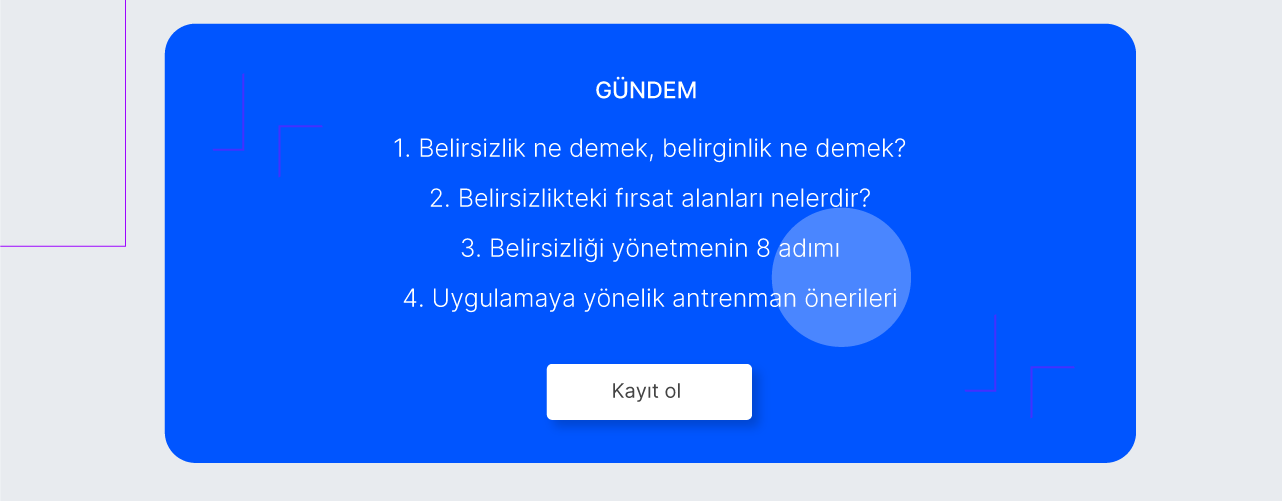 GÜNDEM
1. Belirsizlik ne demek, belirginlik ne demek?
2. Belirsizlikteki fırsat alanları nelerdir?
3. Belirsizliği yönetmenin 8 adımı
4. Uygulamaya yönelik antrenman önerileri
Kayıt ol